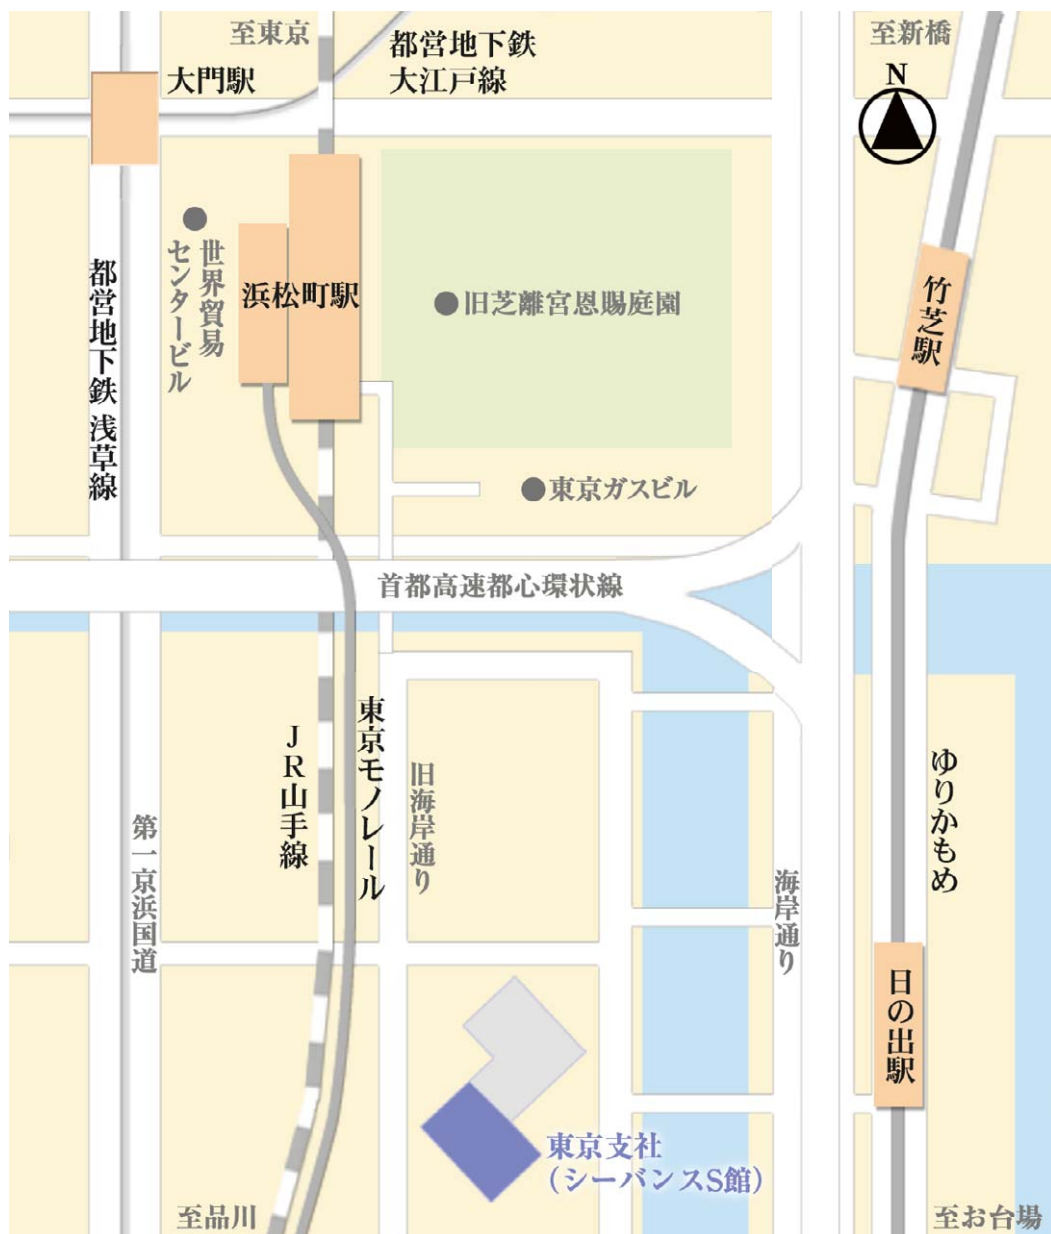 至東京
都営地下鉄
大江戸線
至新橋
大門駅
N
世界貿易
センタービル
浜松町駅
旧芝離宮恩賜庭園
竹芝駅
都営地下鉄 浅草線
東京ガスビル
首都高速都心環状線
JR山手線
東京モノレール
旧海岸通り
ゆりかもめ
第一京浜国道
海岸通り
日の出駅
東京支社
(シーバンスS館)
至品川
至お台場